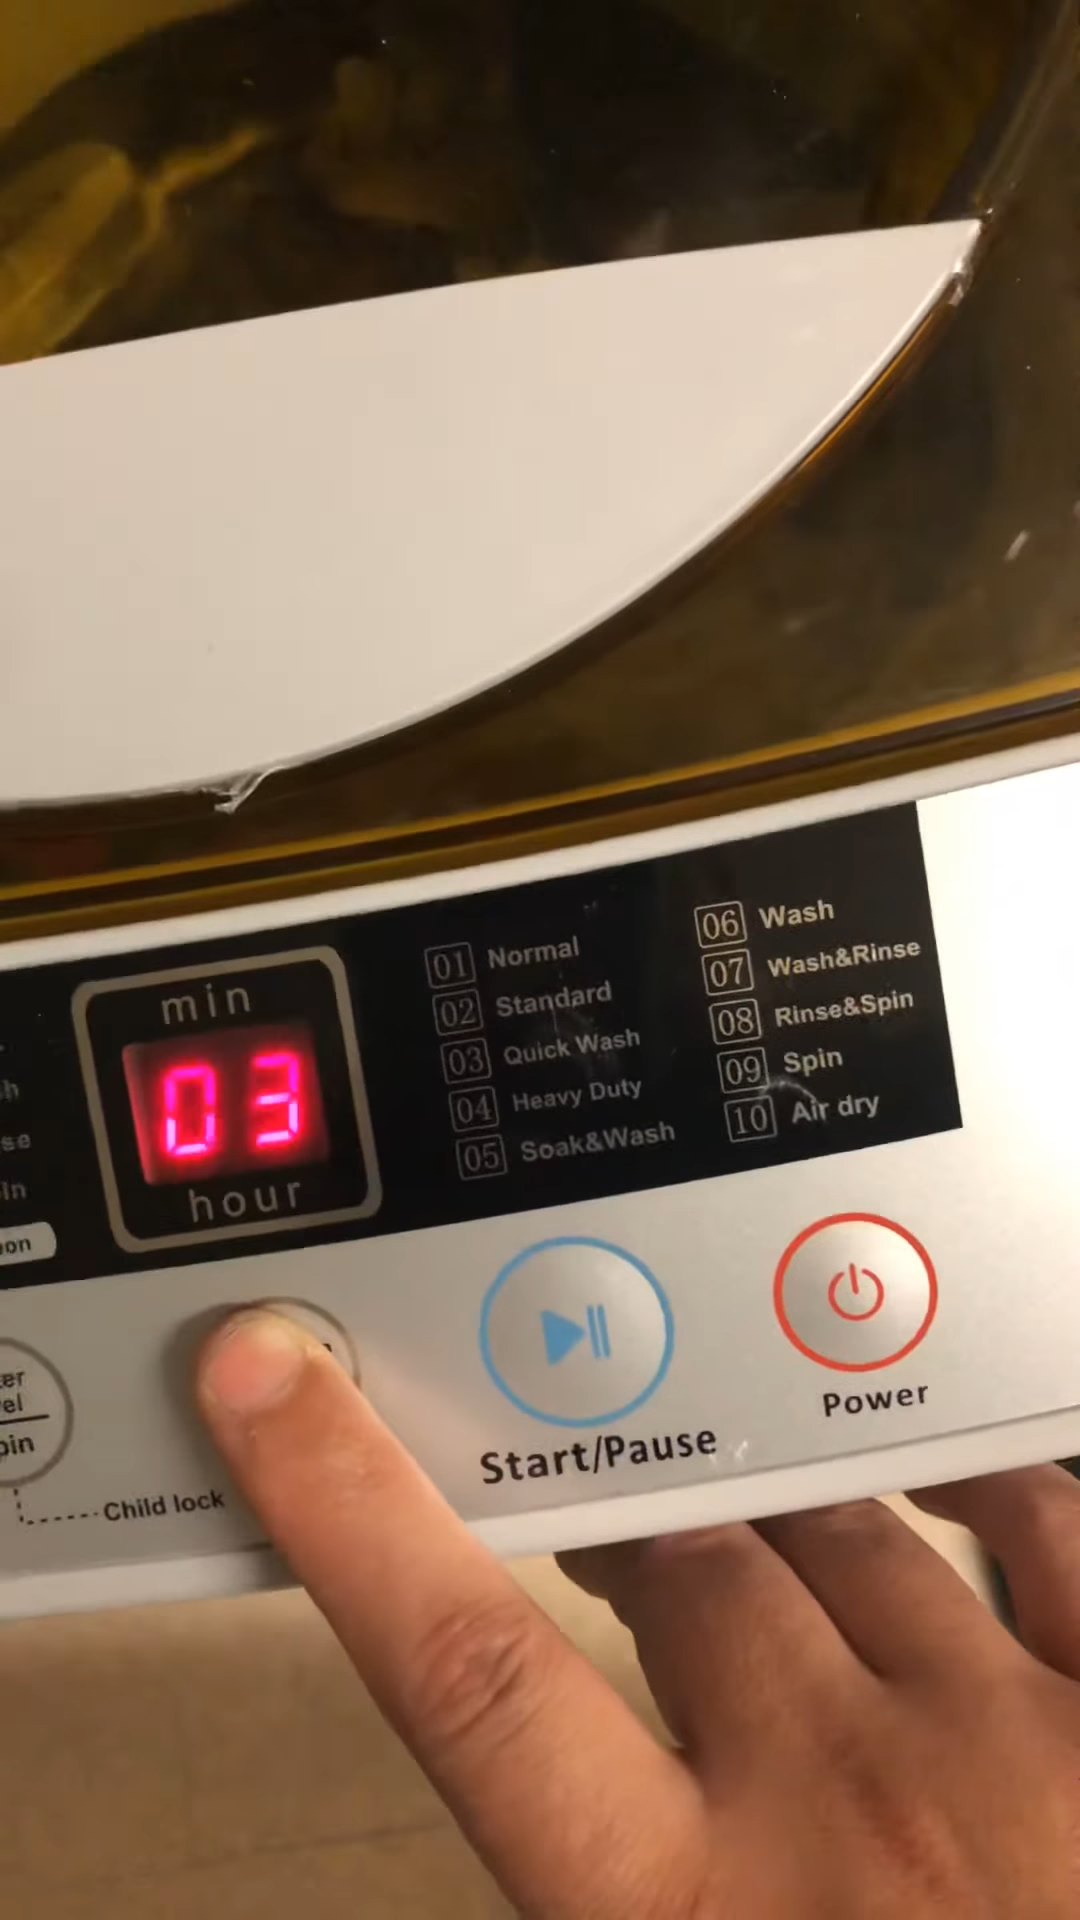 min
03
hour
01 Normal
02 Standard
03 Quick Wash
04 Heavy Duty
05 Soak&Wash
06 Wash
07 Wash&Rinse
08 Rinse&Spin
09 Spin
10 Air dry
Child lock
Start/Pause
Power